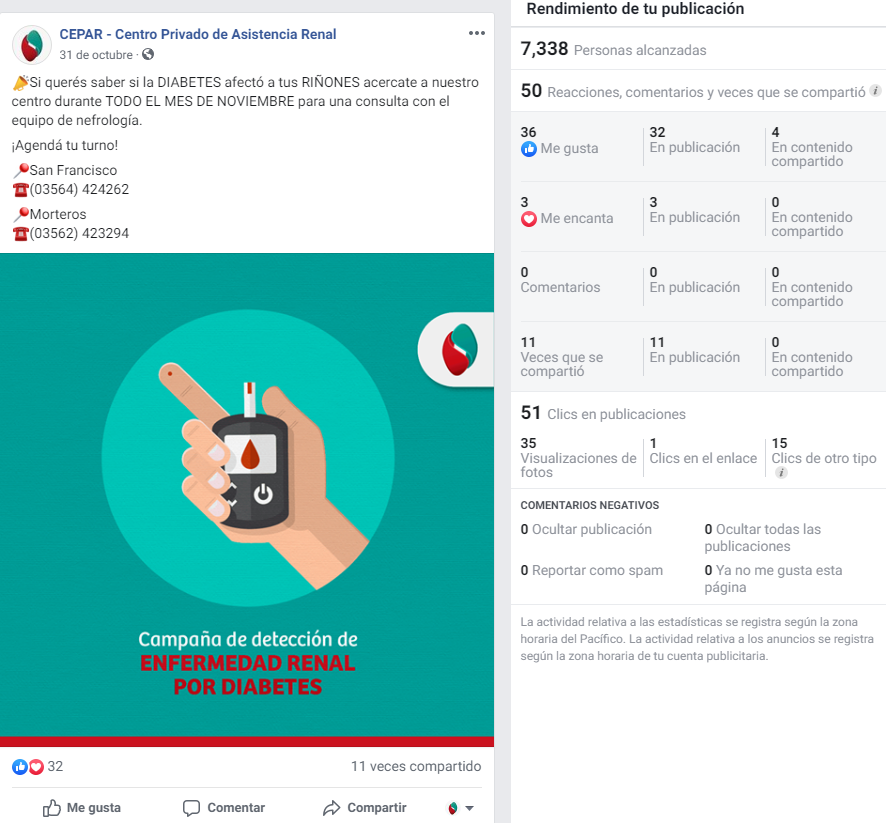 CEPAR - Centro Privado de Asistencia Renal
31 de octubre ·
Si querés saber si la DIABETES afectó a tus RIÑONES acercate a nuestro
centro durante TODO EL MES DE NOVIEMBRE para una consulta con el
equipo de nefrología.
¡Agendá tu turno!
San Francisco
(03564) 424262
Morteros
(03562) 423294
Campaña de detección de
ENFERMEDAD RENAL
POR DIABETES
32
11 veces compartido
Me gusta
Comentar
Compartir
Rendimiento de tu publicación
7,338 Personas alcanzadas
50 Reacciones, comentarios y veces que se compartió
36
Me gusta
32
En publicación
4
En contenido
compartido
3
Me encanta
3
En publicación
0
En contenido
compartido
0
Comentarios
0
En publicación
0
En contenido
compartido
11
Veces que se
compartió
11
En publicación
0
En contenido
compartido
51 Clics en publicaciones
35
Visualizaciones de
fotos
1
Clics en el enlace
15
Clics de otro tipo
COMENTARIOS NEGATIVOS
0 Ocultar publicación
0 Ocultar todas las
publicaciones
0 Reportar como spam
0 Ya no me gusta esta
página
La actividad relativa a las estadísticas se registra según la zona
horaria del Pacífico. La actividad relativa a los anuncios se registra
según la zona horaria de tu cuenta publicitaria.